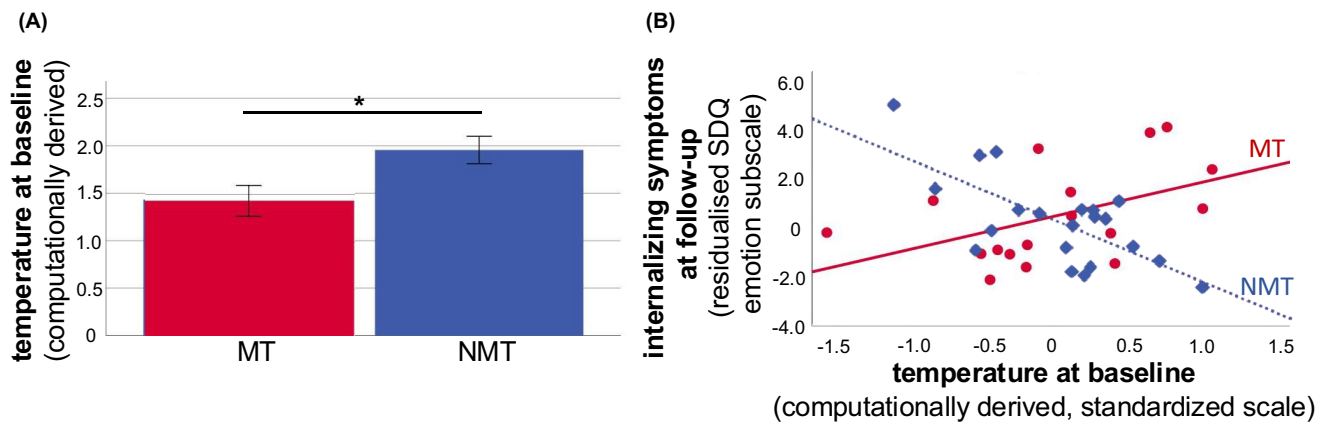 (A)
temperature at baseline
(computationally derived)
2.5
2.0
1.5
1.0
0.5
0
*
MT
NMT
(B)
internalizing symptoms
at follow-up
(residualised SDQ
emotion subscale)
6.0
4.0
2.0
0
-2.0
-4.0
MT
NMT
-1.5 -1.0 -0.5 0 0.5 1.0 1.5
temperature at baseline
(computationally derived, standardized scale)